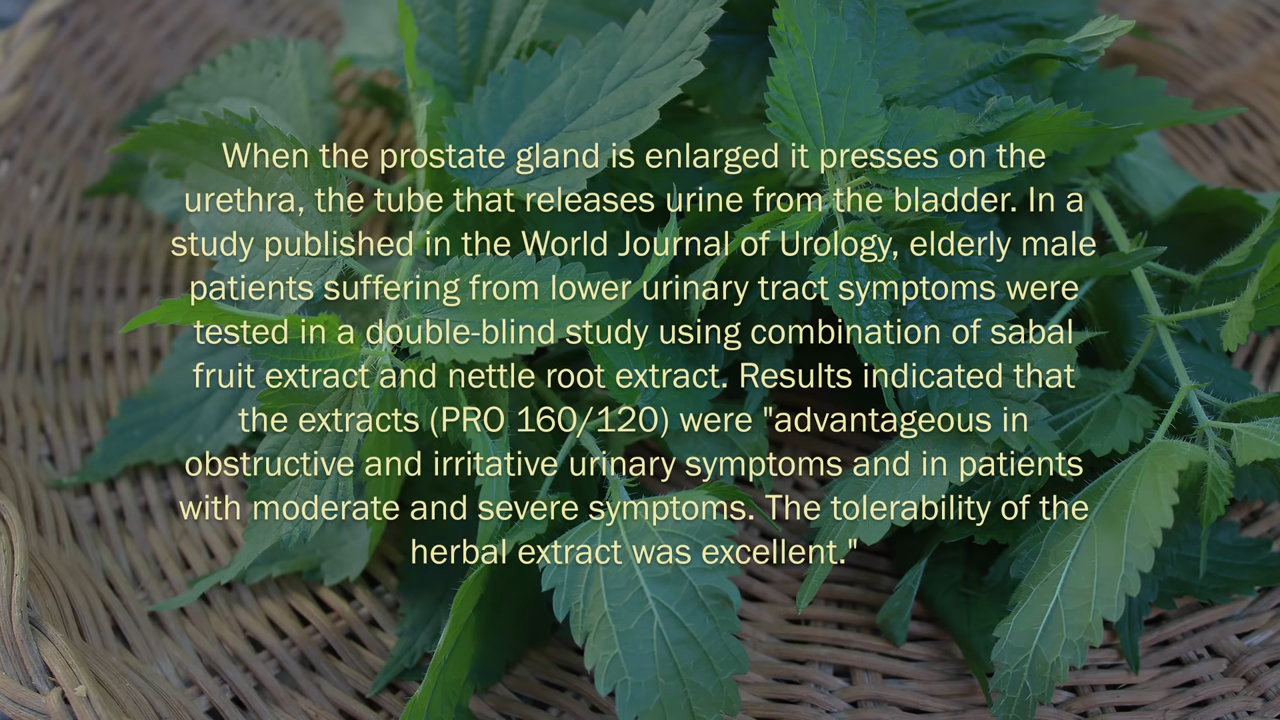 When the prostate gland is enlarged it presses on the
urethra, the tube that releases urine from the bladder. In a
study published in the World Journal of Urology, elderly male
patients suffering from lower urinary tract symptoms were
tested in a double-blind study using combination of sabal
fruit extract and nettle root extract. Results indicated that
the extracts (PRO 160/120) were "advantageous in
obstructive and irritative urinary symptoms and in patients
with moderate and severe symptoms. The tolerability of the
herbal extract was excellent."